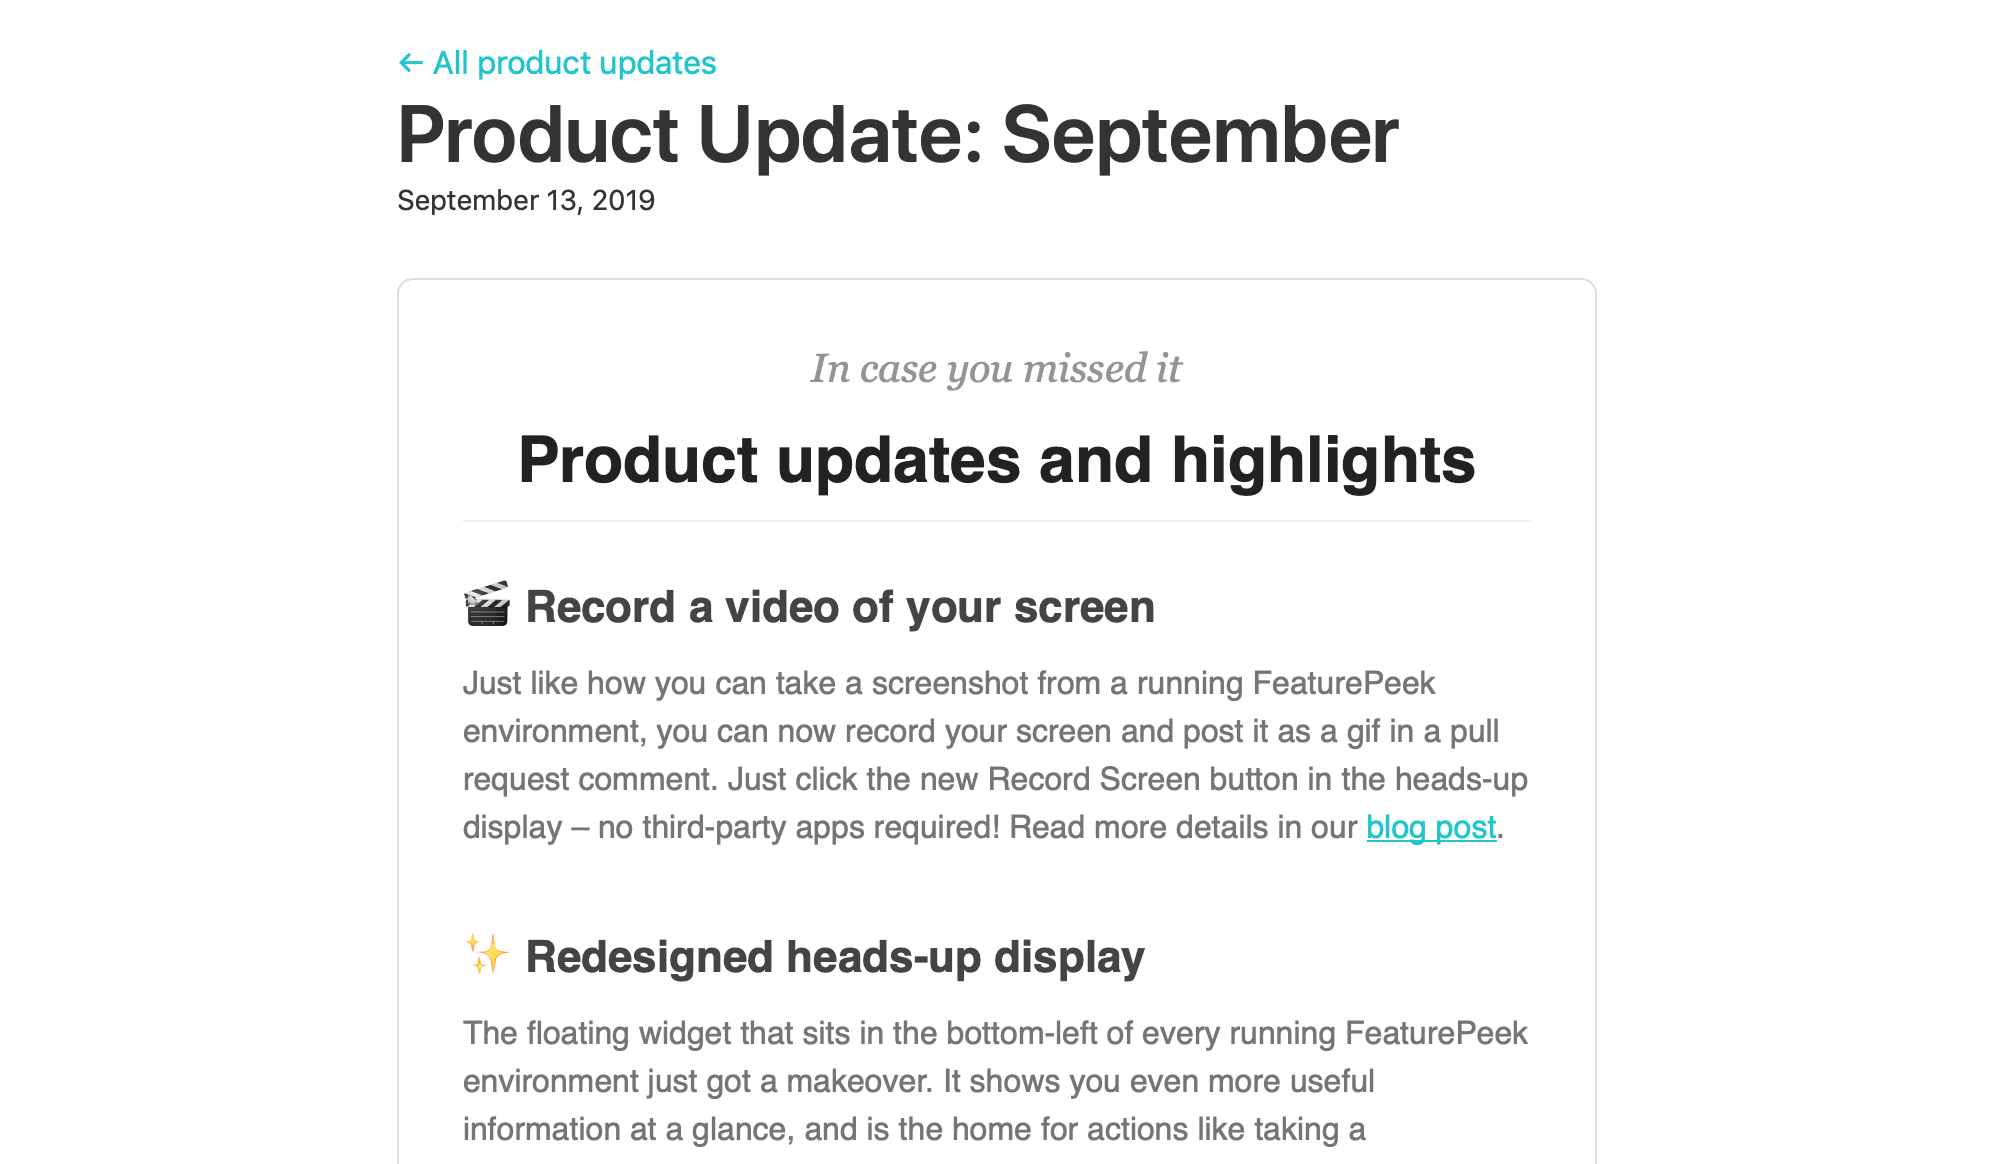 ← All product updates
Product Update: September
September 13, 2019
In case you missed it
Product updates and highlights
🎬 Record a video of your screen
Just like how you can take a screenshot from a running FeaturePeek
environment, you can now record your screen and post it as a gif in a pull
request comment. Just click the new Record Screen button in the heads-up
display – no third-party apps required! Read more details in our blog post.
✨ Redesigned heads-up display
The floating widget that sits in the bottom-left of every running FeaturePeek
environment just got a makeover. It shows you even more useful
information at a glance, and is the home for actions like taking a